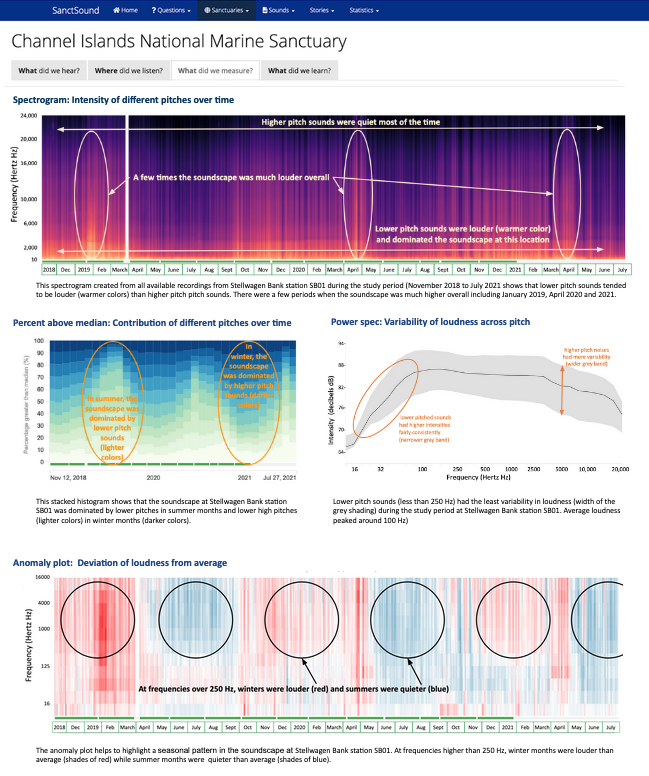 SanctSound Home Questions Sanctuaries Sounds Stories Statistics
Channel Islands National Marine Sanctuary
What did we hear? Where did we listen? What did we measure? What did we learn?
Spectrogram: Intensity of different pitches over time
Frequency (Hertz Hz)
24,000
20,000
16,000
10,000
6,000
2,000
10
Higher pitch sounds were quiet most of the time
A few times the soundscape was much louder overall
Lower pitch sounds were louder (warmer color)
and dominated the soundscape at this location
2018 Dec 2019 Feb March April May June July Aug Sept Oct Nov Dec 2020 Feb March April May June July Aug Sept Oct Nov Dec 2021 Feb March April May June July
This spectrogram created from all available recordings from Stellwagen Bank station SB01 during the study period (November 2018 to July 2021 shows that lower pitch sounds tended
to be louder (warmer colors) than higher pitch pitch sounds. There were a few periods when the soundscape was much higher overall including January 2019, April 2020 and 2021.
Percent above median: Contribution of different pitches over time
Percentage greater than median (%)
100
90
80
70
60
50
40
30
20
10
0
In summer, the
soundscape was
dominated by
lower pitch
sounds
(lighter
colors)
In
winter, the
soundscape
was dominated
by higher pitch
Nov 12, 2018 2020 2021 Jul 27, 2021
This stacked histogram shows that the soundscape at Stellwagen Bank station
SB01 was dominated by lower pitches in summer months and lower high pitches
(lighter colors) in winter months (darker colors).
Power spec: Variability of loudness across pitch
Intensity (decibels dB)
94-
88-
82-
76-
70-
Higher pitch noises
had more variability
(wider grey band)
lower pitched sounds
had higher intensities
fairly consistently
(narrower grey band)
16 32 100 250 500 1000 2500 5000 10,000 20,000
Frequency (Hertz Hz)
Lower pitch sounds (less than 250 Hz) had the least variability in loudness (width of the
grey shading) during the study period at Stellwagen Bank station SB01. Average loudness
peaked around 100 Hz)
Anomaly plot: Deviation of loudness from average
Frequency (Hertz Hz)
16000
4000
1000
125
16
At frequencies over 250 Hz, winters were louder (red) and summers were quieter (blue)
2018 Dec 2019 Feb March April May June July Aug Sept Oct Nov Dec 2020 Feb March April May June July Aug Sept Oct Nov Dec 2021 Feb March April May June July
The anomaly plot helps to highlight a seasonal pattern in the soundscape at Stellwagen Bank station SB01. At frequencies higher than 250 Hz, winter months were louder than
average (shades of red) while summer months were quieter than average (shades of blue).